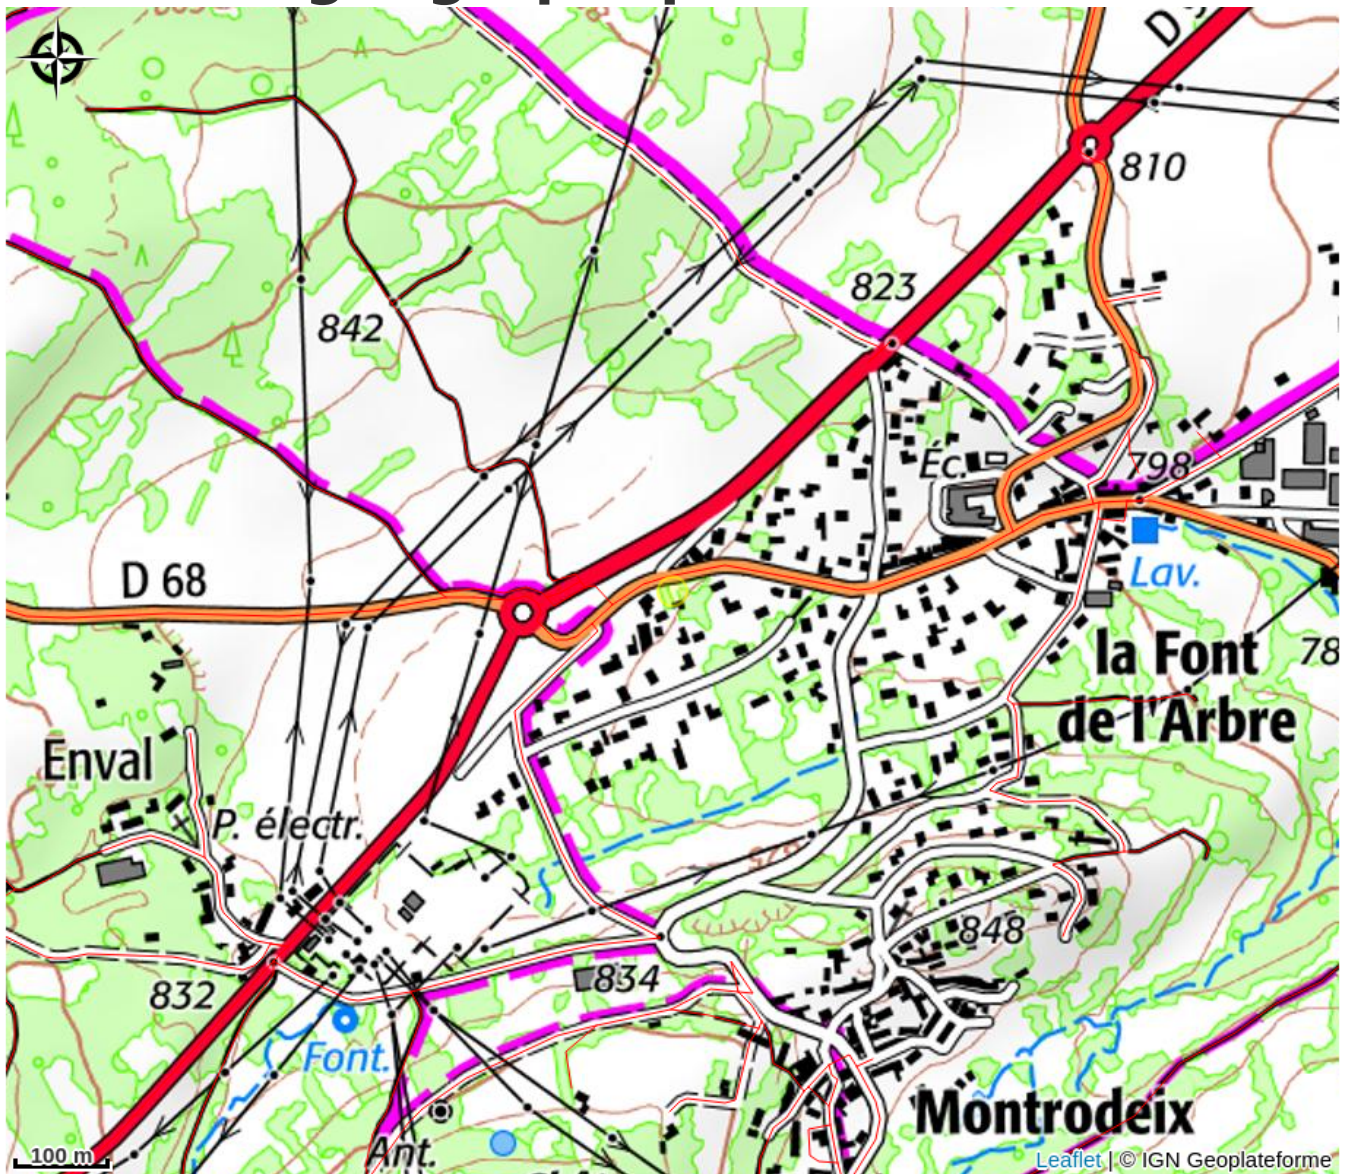 810
823
842
Éc.
798
D 68
Lav.
la Font
de l'Arbre
78
Enval
P. électr.
848
834
832
Font.
Montrodeix
Ant.
100 m
Leaflet | © IGN Geoplateforme